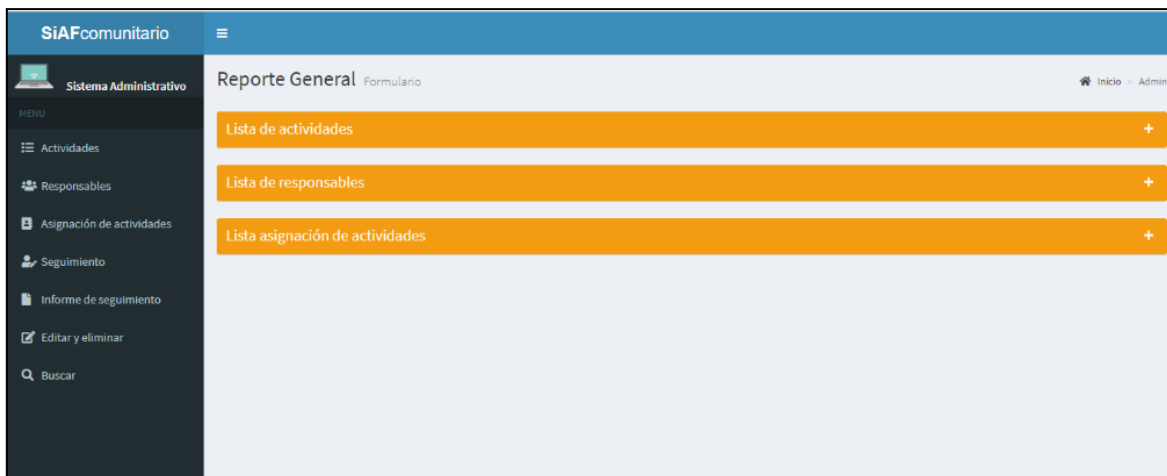 SiAFcomunitario
Sistema Administrativo
MENU
Actividades
Responsables
Asignación de actividades
Seguimiento
Informe de seguimiento
Editar y eliminar
Buscar
Reporte General Formulario
Inicio > Admin
Lista de actividades
Lista de responsables
Lista asignación de actividades